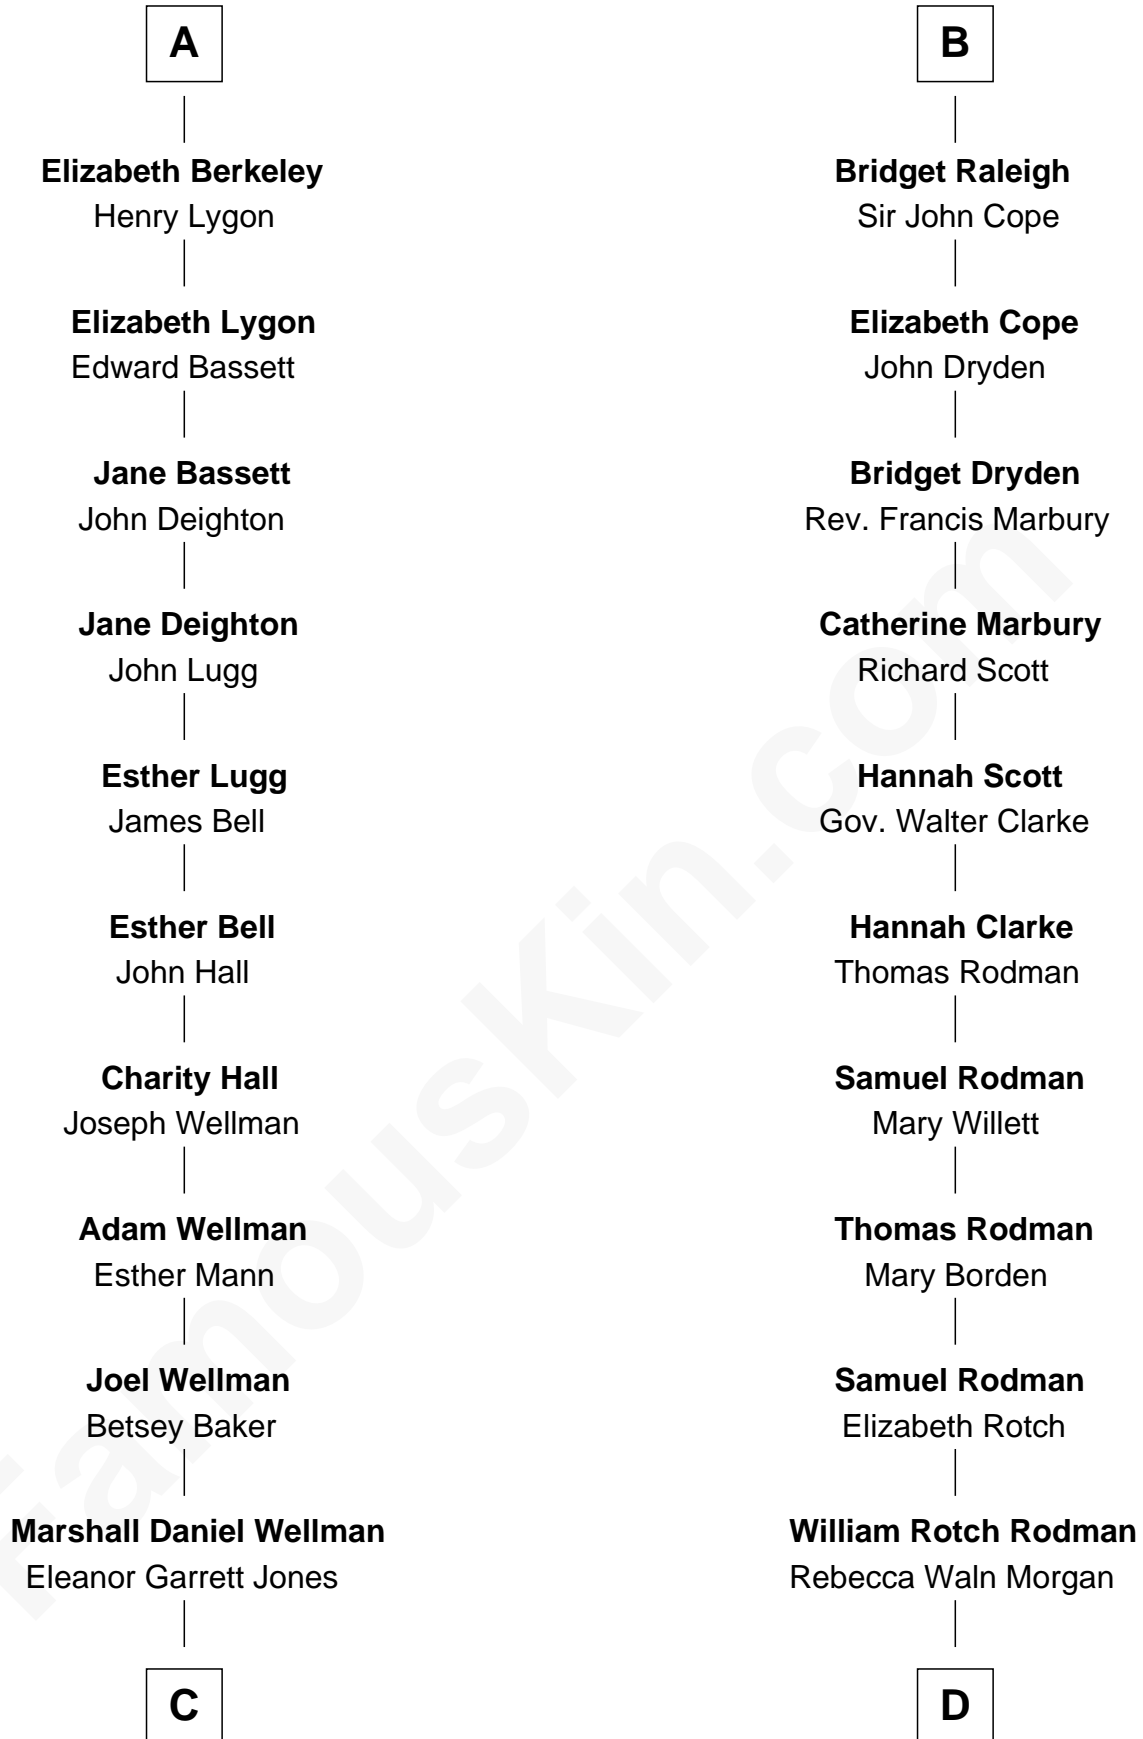 A
Elizabeth Berkeley
Henry Lygon
Elizabeth Lygon
Edward Bassett
Jane Bassett
John Deighton
Jane Deighton
John Lugg
Esther Lugg
James Bell
Esther Bell
John Hall
Charity Hall
Joseph Wellman
Adam Wellman
Esther Mann
Joel Wellman
Betsey Baker
Marshall Daniel Wellman
Eleanor Garrett Jones
C
B
Bridget Raleigh
Sir John Cope
Elizabeth Cope
John Dryden
Bridget Dryden
Rev. Francis Marbury
Catherine Marbury
Richard Scott
Hannah Scott
Gov. Walter Clarke
Hannah Clarke
Thomas Rodman
Samuel Rodman
Mary Willett
Thomas Rodman
Mary Borden
Samuel Rodman
Elizabeth Rotch
William Rotch Rodman
Rebecca Waln Morgan
D
FamousKin.com